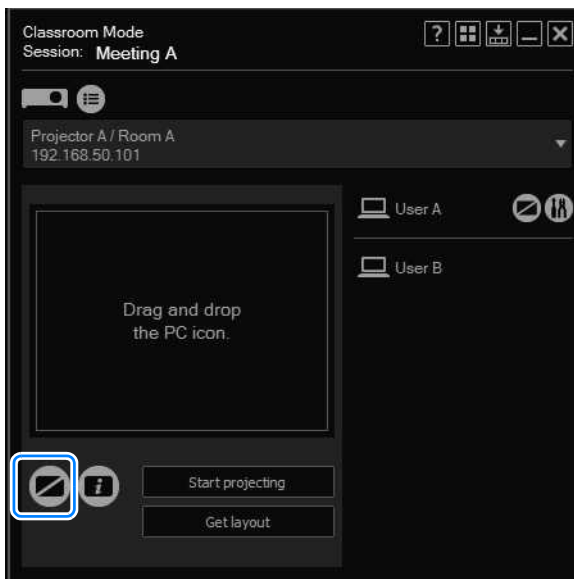 Classroom Mode
Session: Meeting A
?
Projector A / Room A
192.168.50.101
User A
User B
Drag and drop
the PC icon.
i
Start projecting
Get layout